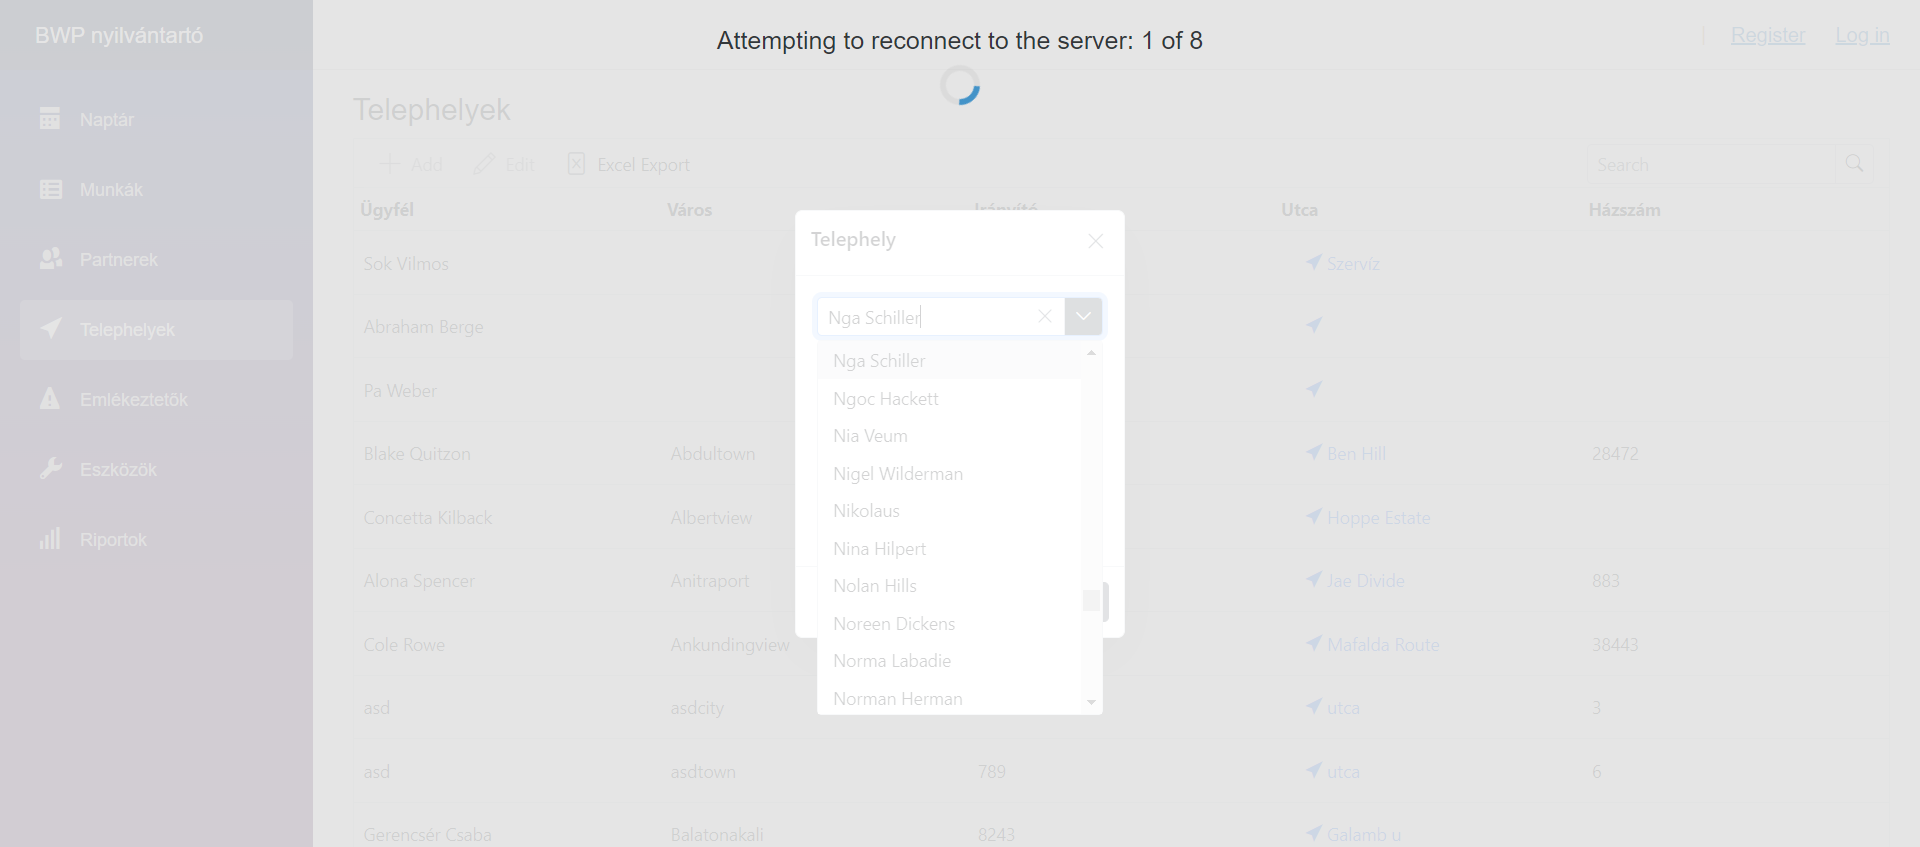 BWP nyilvántartó
Attempting to reconnect to the server: 1 of 8
Register
Log in
Naptár
Munkák
Partnerek
Telephelyek
Emlékeztetők
Eszközök
Riportok
Telephelyek
Add
Edit
Excel Export
Search
Ügyfél Város Irányító Utca Házszám
Sok Vilmos Szervíz
Abraham Berge
Pa Weber
Blake Quitzon Abdultown Ben Hill 28472
Concetta Kilback Albertview Hoppe Estate
Alona Spencer Anitraport Jae Divide 883
Cole Rowe Ankundingview Mafalda Route 38443
asd asdcity utca 3
asd asdtown 789 utca 6
Gerencsér Csaba Balatonakali 8243 Galamb u
Telephely
Nga Schiller
Nga Schiller
Ngoc Hackett
Nia Veum
Nigel Wilderman
Nikolaus
Nina Hilpert
Nolan Hills
Noreen Dickens
Norma Labadie
Norman Herman